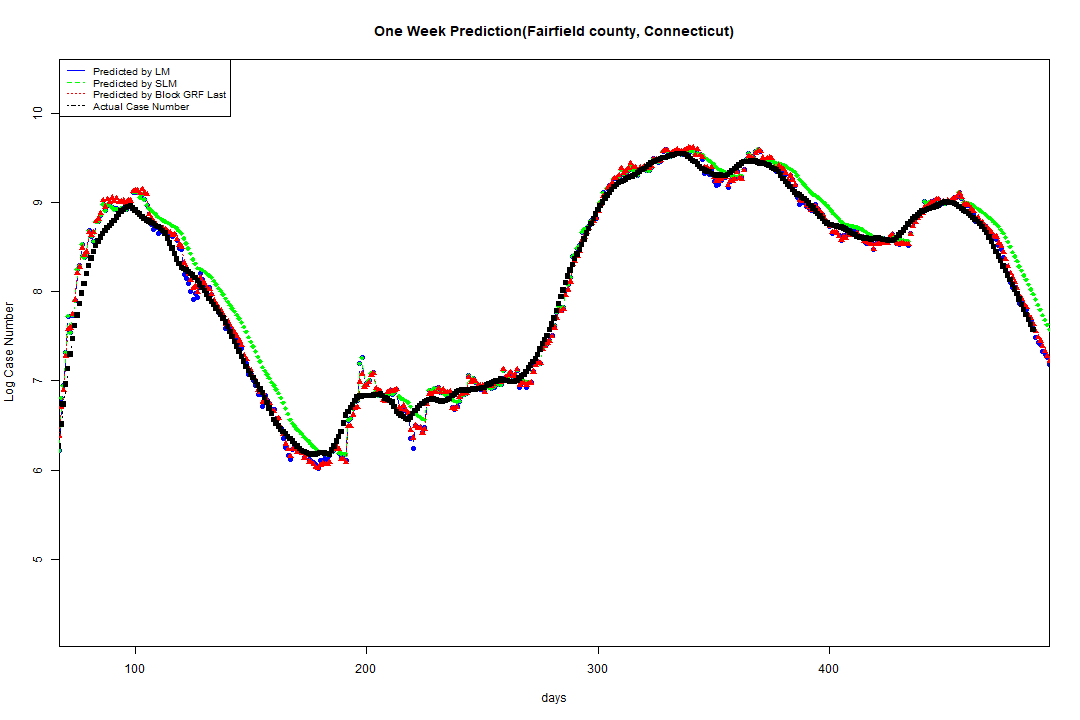 One Week Prediction(Fairfield county, Connecticut)
Predicted by LM
Predicted by SLM
Predicted by Block GRF Last
Actual Case Number
10
9
8
7
6
5
Log Case Number
100 200 300 400
days